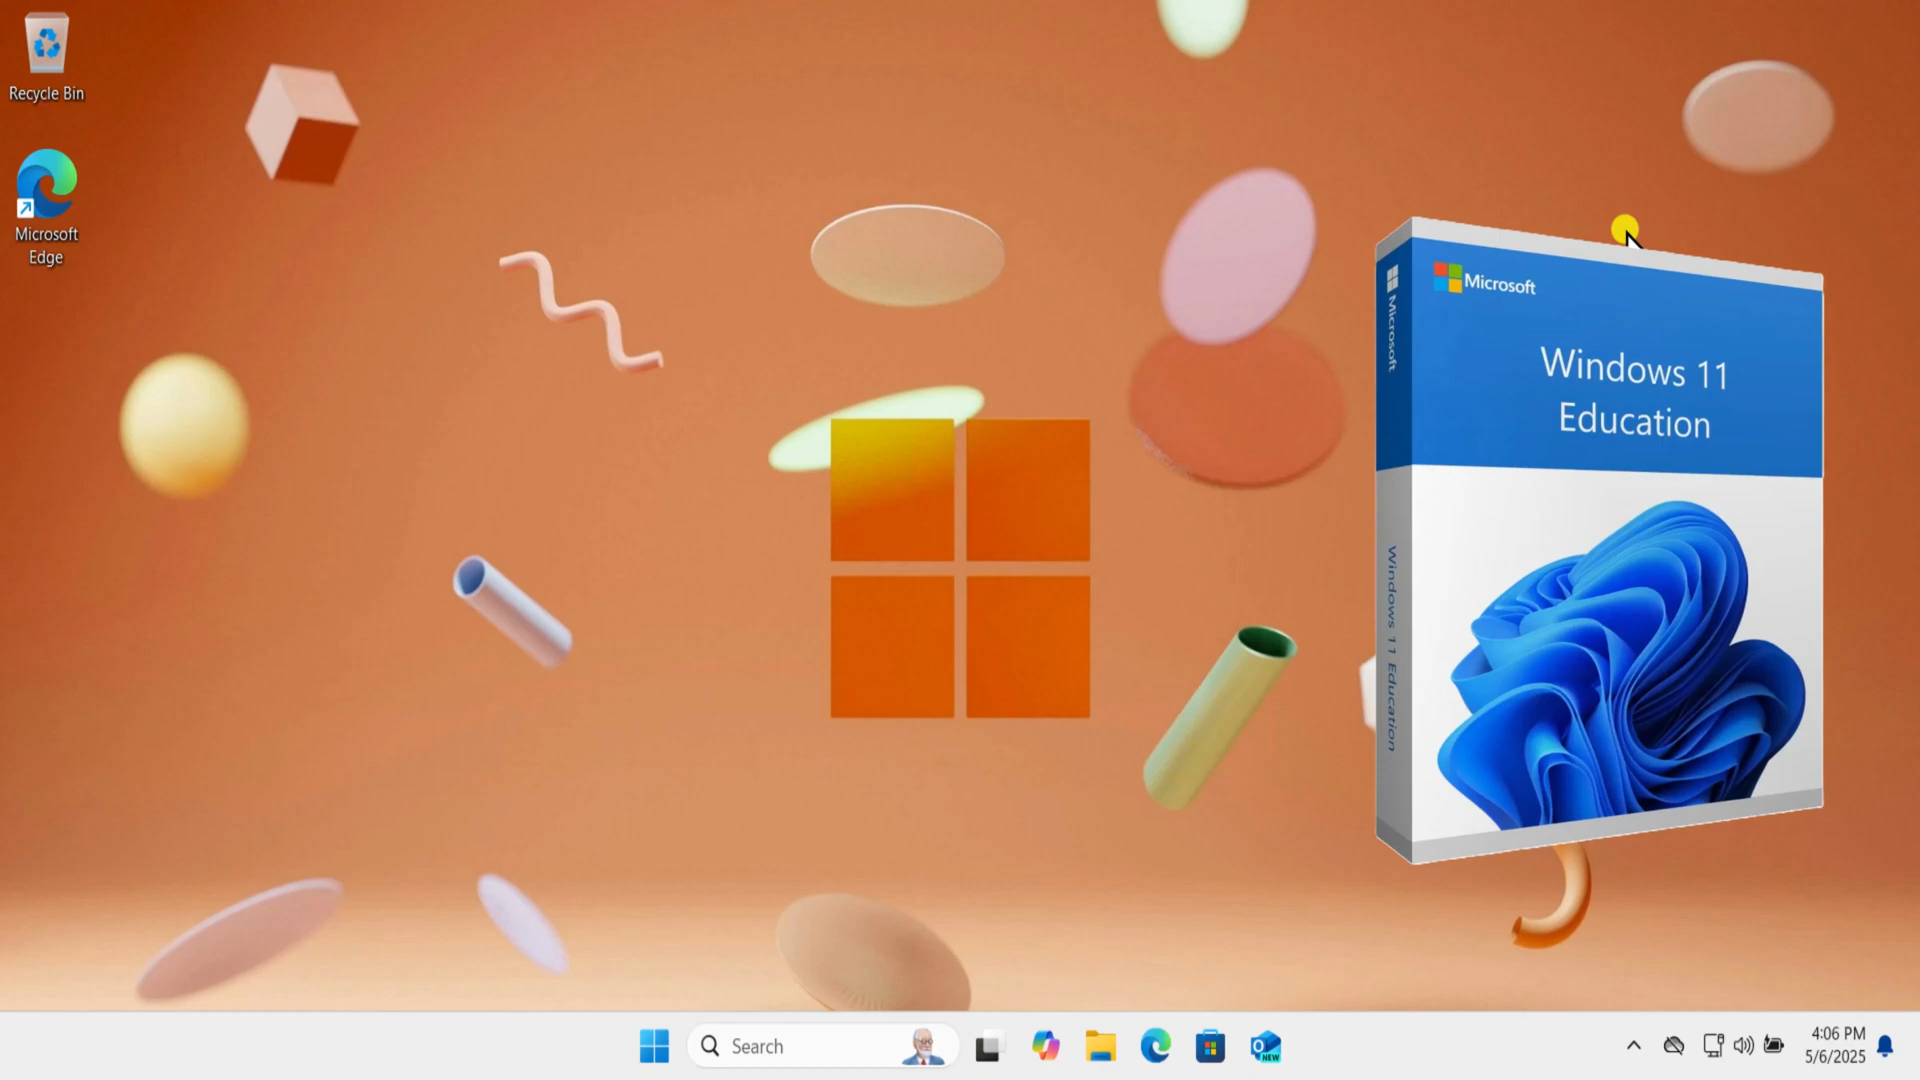 Recycle Bin
Microsoft
Edge
Microsoft
Windows 11
Education
Microsoft
Windows 11 Education
Search
NEW
4:06 PM
5/6/2025